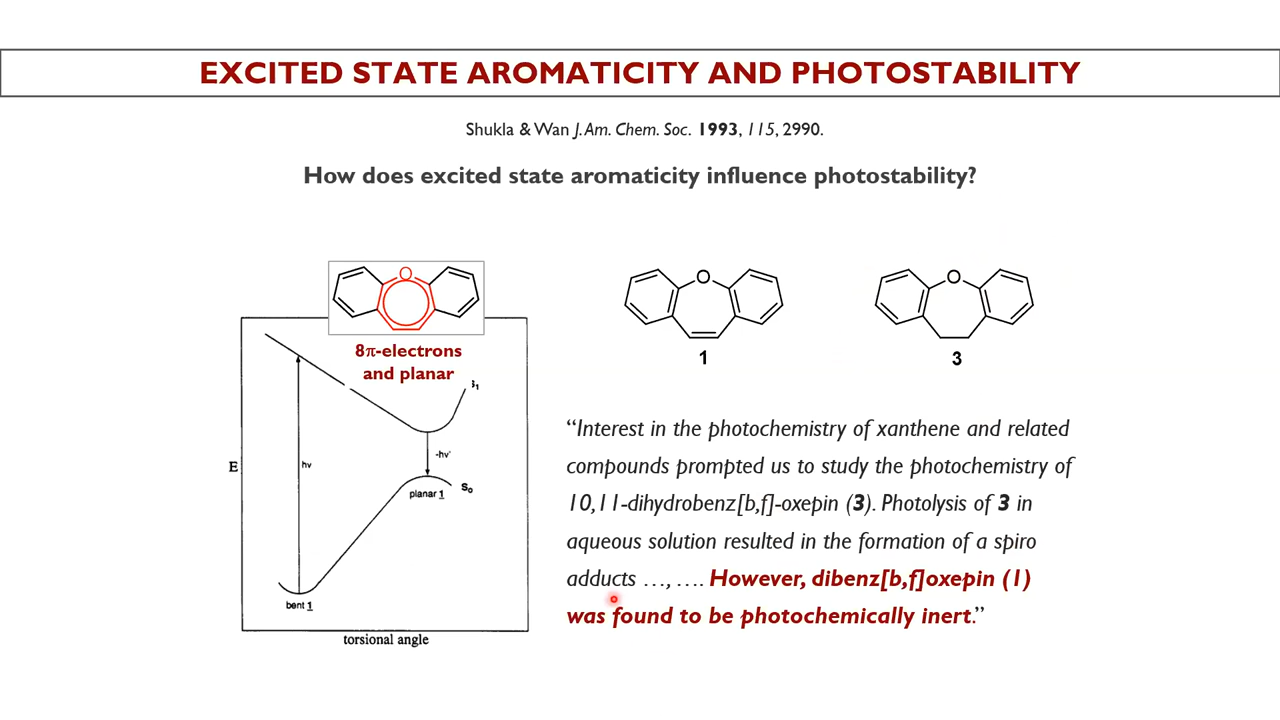 EXCITED STATE AROMATICITY AND PHOTOSTABILITY
Shukla & Wan J. Am. Chem. Soc. 1993, 115, 2990.
How does excited state aromaticity influence photostability?
O
8π-electrons
and planar
S1
hν
-hν'
S0
planar 1
E
bent 1
torsional angle
O
1
O
3
“Interest in the photochemistry of xanthene and related
compounds prompted us to study the photochemistry of
10,11-dihydrobenz[b,f]-oxepin (3). Photolysis of 3 in
aqueous solution resulted in the formation of a spiro
adducts …, …. However, dibenz[b,f]oxepin (1)
was found to be photochemically inert.”